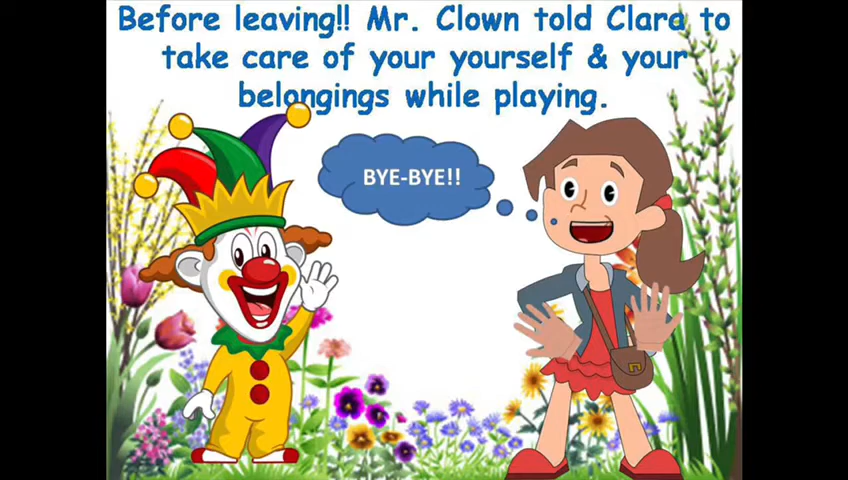 Before leaving!! Mr. Clown told Clara to
take care of your yourself & your
belongings while playing.
BYE-BYE!!